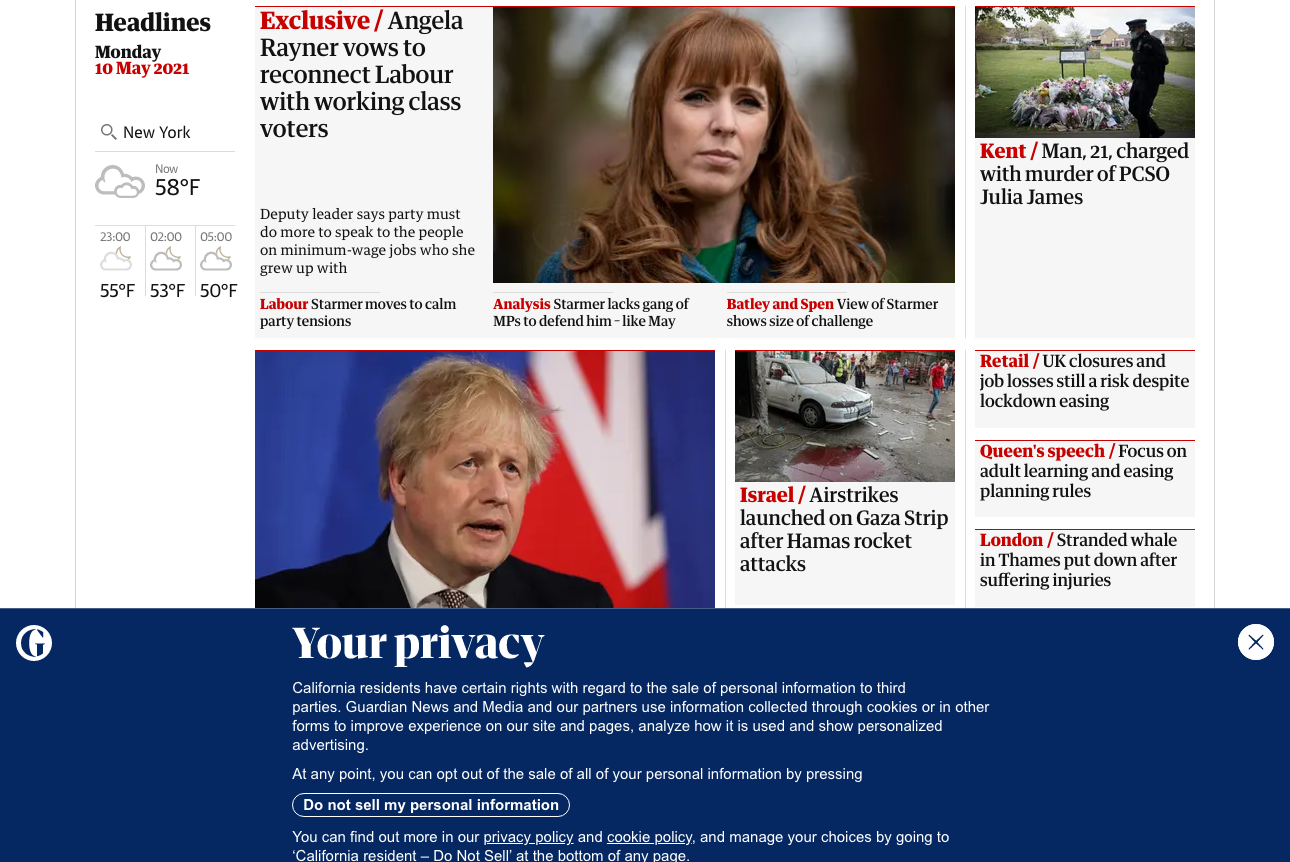 Headlines
Monday
10 May 2021
New York
Now
58°F
23:00
02:00
05:00
55°F
53°F
50°F
Exclusive / Angela
Rayner vows to
reconnect Labour
with working class
voters
Deputy leader says party must
do more to speak to the people
on minimum-wage jobs who she
grew up with
Labour Starmer moves to calm
party tensions
Analysis Starmer lacks gang of
MPs to defend him – like May
Batley and Spen View of Starmer
shows size of challenge
Kent / Man, 21, charged
with murder of PCSO
Julia James
Israel / Airstrikes
launched on Gaza Strip
after Hamas rocket
attacks
Retail / UK closures and
job losses still a risk despite
lockdown easing
Queen's speech / Focus on
adult learning and easing
planning rules
London / Stranded whale
in Thames put down after
suffering injuries
G
Your privacy
California residents have certain rights with regard to the sale of personal information to third
parties. Guardian News and Media and our partners use information collected through cookies or in other
forms to improve experience on our site and pages, analyze how it is used and show personalized
advertising.
At any point, you can opt out of the sale of all of your personal information by pressing
Do not sell my personal information
You can find out more in our privacy policy and cookie policy, and manage your choices by going to
‘California resident – Do Not Sell’ at the bottom of any page.